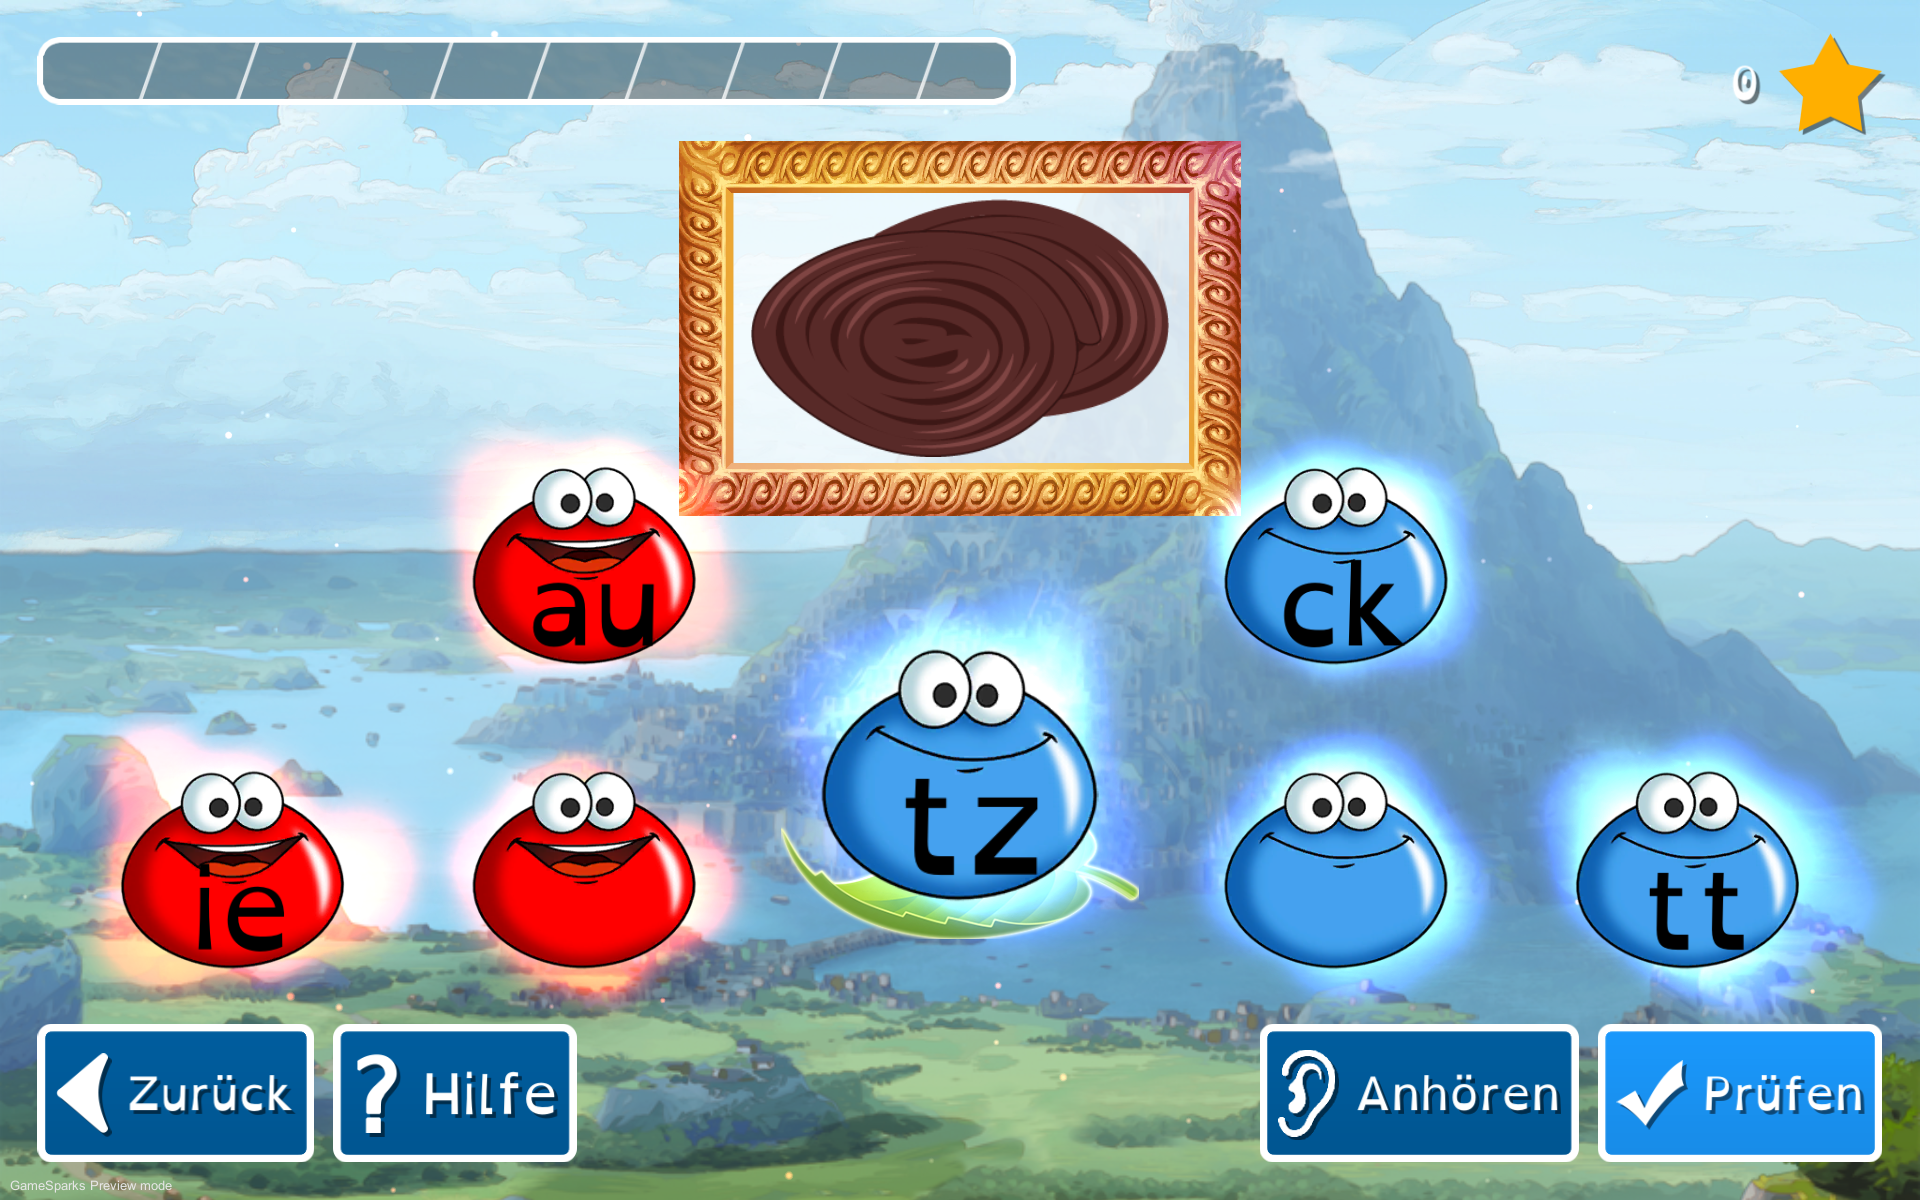 0
au
ck
tz
ie
tt
Zurück
Hilfe
Anhören
Prüfen
GameSparks Preview mode